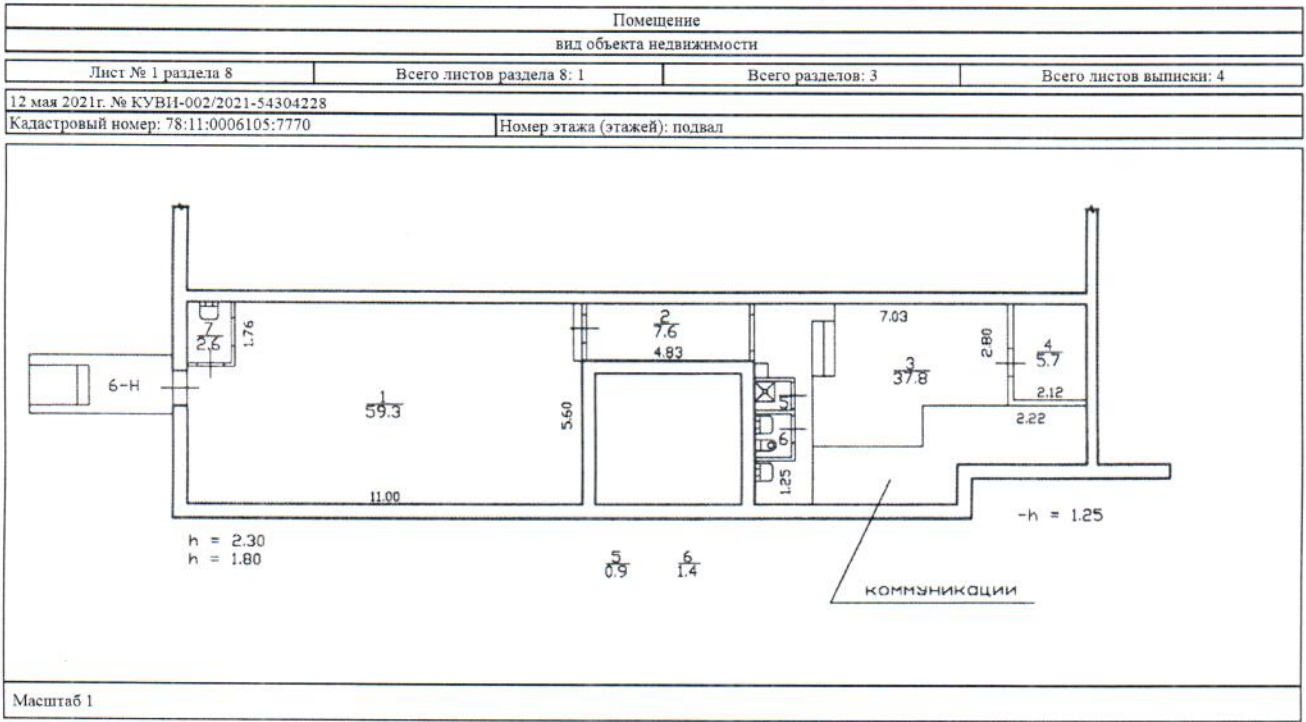 Помещение
вид объекта недвижимости
Лист № 1 раздела 8
Всего листов раздела 8: 1
Всего разделов: 3
Всего листов выписки: 4
12 мая 2021г. № КУВИ-002/2021-54304228
Кадастровый номер: 78:11:0006105:7770
Номер этажа (этажей): подвал
7
2.6
1.76
2
7.6
4.83
7.03
2.80
4
5.7
2.12
3
37.8
6-Н
1
59.3
5.60
5
6
2.22
1.25
11.00
-h = 1.25
h = 2.30
h = 1.80
5
0.9
6
1.4
коммуникации
Масштаб 1